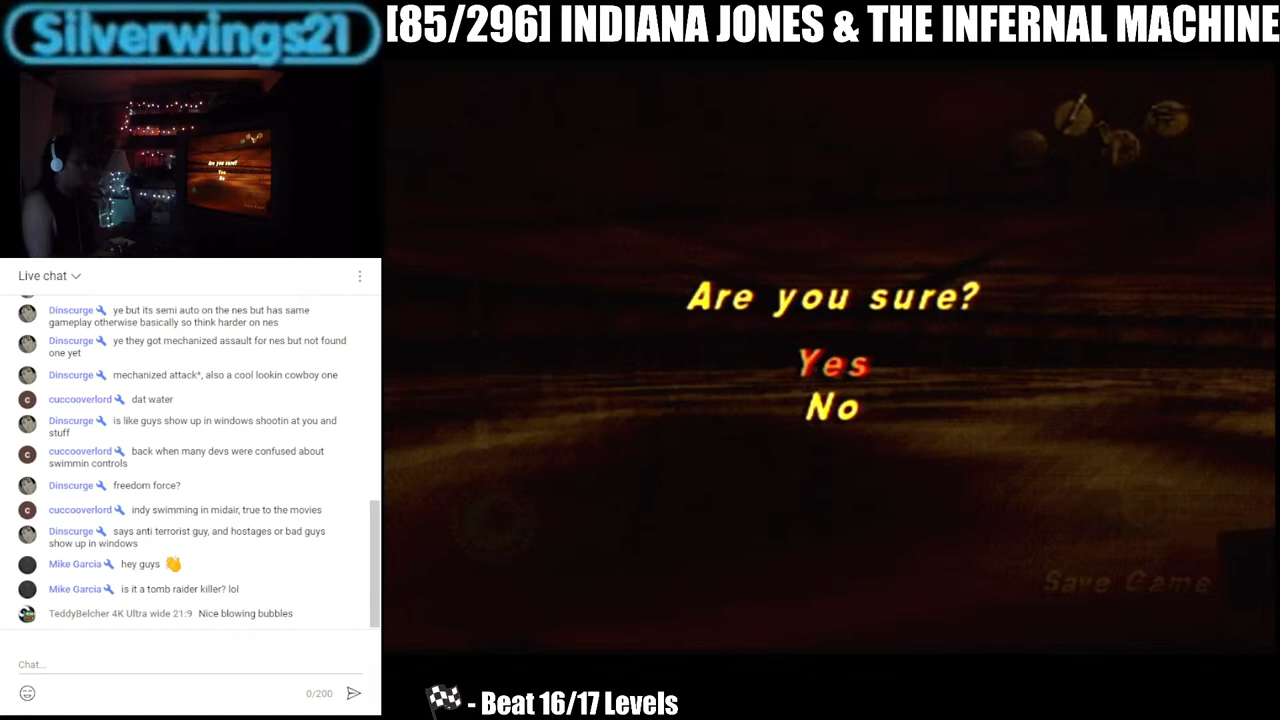 Silverwings21
[85/296] INDIANA JONES & THE INFERNAL MACHINE
Are you sure?
Yes
No
Live chat
Dinscurge ye but its semi auto on the nes but has same
gameplay otherwise basically so think harder on nes
Dinscurge ye they got mechanized assault for nes but not found
one yet
Dinscurge mechanized attack*, also a cool lookin cowboy one
cuccooverlord dat water
Dinscurge is like guys show up in windows shootin at you and
stuff
cuccooverlord back when many devs were confused about
swimmin controls
Dinscurge freedom force?
cuccooverlord indy swimming in midair, true to the movies
Dinscurge says anti terrorist guy, and hostages or bad guys
show up in windows
Mike Garcia hey guys 👏
Mike Garcia is it a tomb raider killer? lol
TeddyBelcher 4K Ultra wide 21:9 Nice blowing bubbles
Chat...
0/200
Are you sure?
Yes
No
Save Game
- Beat 16/17 Levels